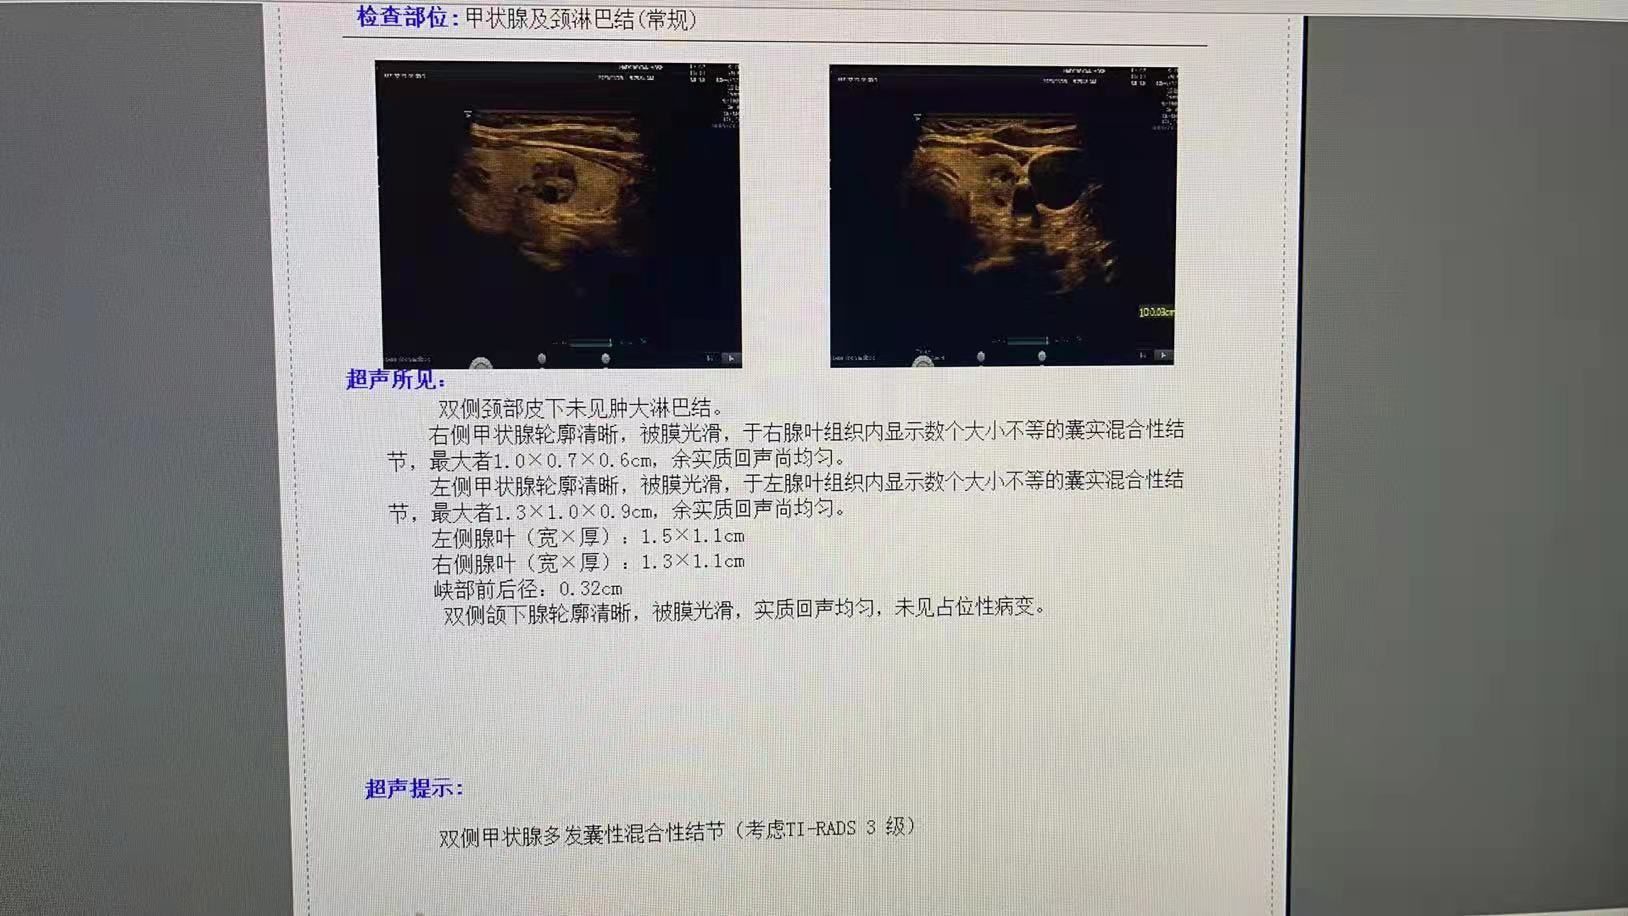 检查部位:甲状腺及颈淋巴结(常规)
超声所见:
双侧颈部皮下未见肿大淋巴结。
右侧甲状腺轮廓清晰，被膜光滑，于右腺叶组织内显示数个大小不等的囊实混合性结
节，最大者1.0×0.7×0.6cm，余实质回声尚均匀。
左侧甲状腺轮廓清晰，被膜光滑，于左腺叶组织内显示数个大小不等的囊实混合性结
节，最大者1.3×1.0×0.9cm，余实质回声尚均匀。
左侧腺叶（宽×厚）：1.5×1.1cm
右侧腺叶（宽×厚）：1.3×1.1cm
峡部前后径：0.32cm
双侧颌下腺轮廓清晰，被膜光滑，实质回声均匀，未见占位性病变。
超声提示:
双侧甲状腺多发囊性混合性结节（考虑TI-RADS 3 级）